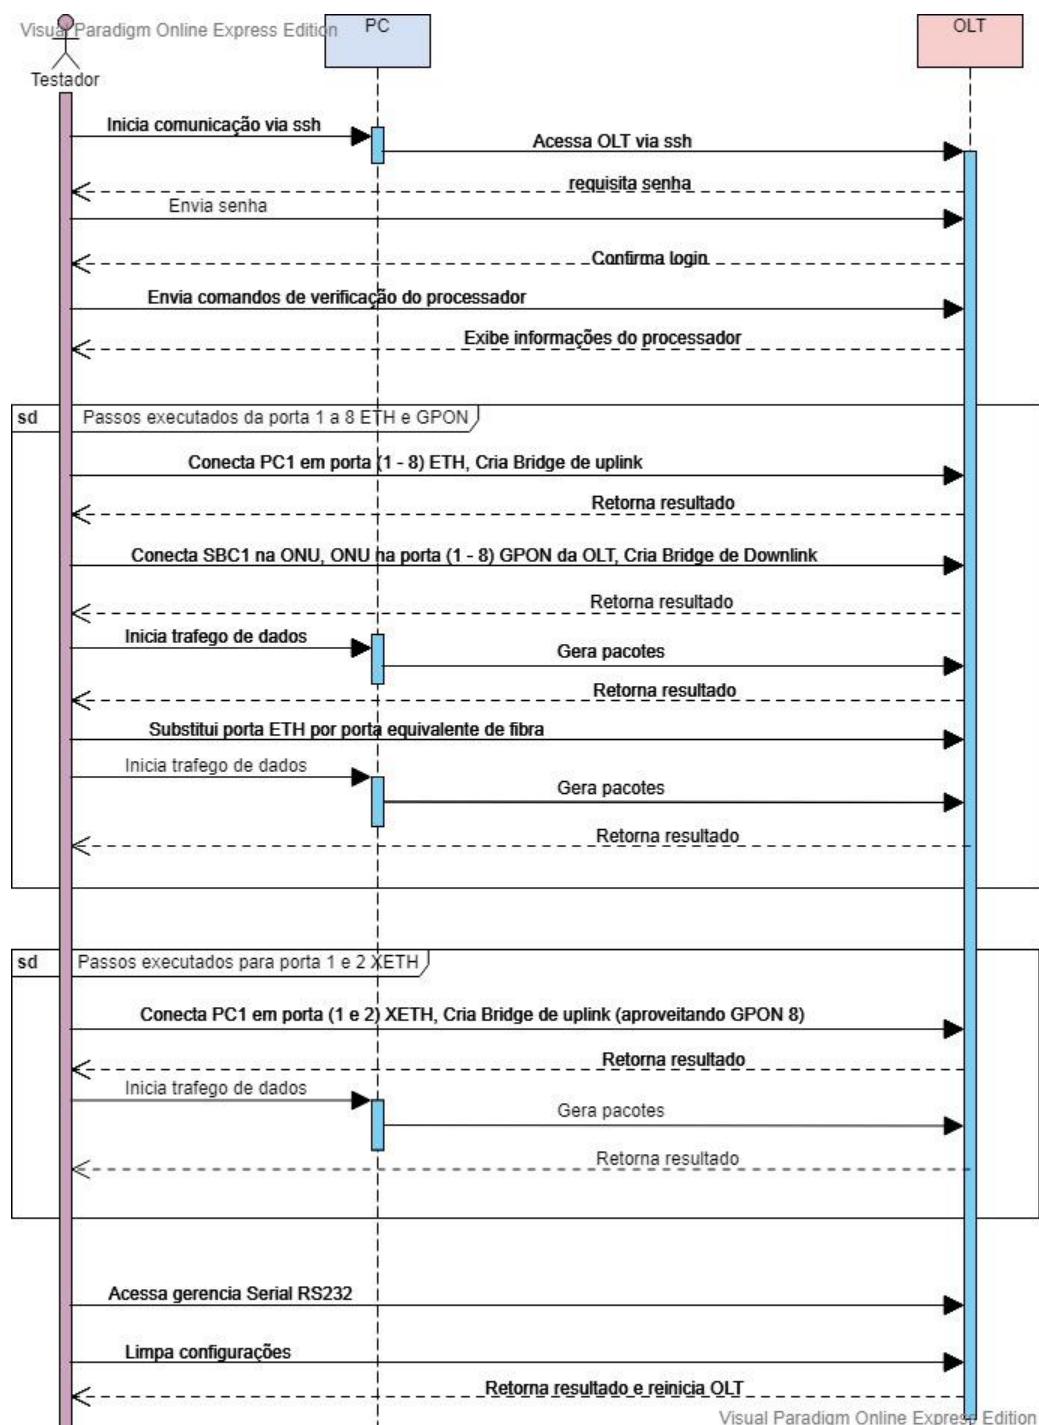 Visual Paradigm Online Express Edition
PC
OLT
Testador
Inicia comunicação via ssh
Acessa OLT via ssh
requisita senha
Envia senha
Confirma login
Envia comandos de verificação do processador
Exibe informações do processador
sd
Passos executados da porta 1 a 8 ETH e GPON
Conecta PC1 em porta (1 - 8) ETH, Cria Bridge de uplink
Retorna resultado
Conecta SBC1 na ONU, ONU na porta (1 - 8) GPON da OLT, Cria Bridge de Downlink
Retorna resultado
Inicia trafego de dados
Gera pacotes
Retorna resultado
Substitui porta ETH por porta equivalente de fibra
Inicia trafego de dados
Gera pacotes
Retorna resultado
sd
Passos executados para porta 1 e 2 XETH
Conecta PC1 em porta (1 e 2) XETH, Cria Bridge de uplink (aproveitando GPON 8)
Retorna resultado
Inicia trafego de dados
Gera pacotes
Retorna resultado
Acessa gerencia Serial RS232
Limpa configurações
Retorna resultado e reinicia OLT
Visual Paradigm Online Express Edition